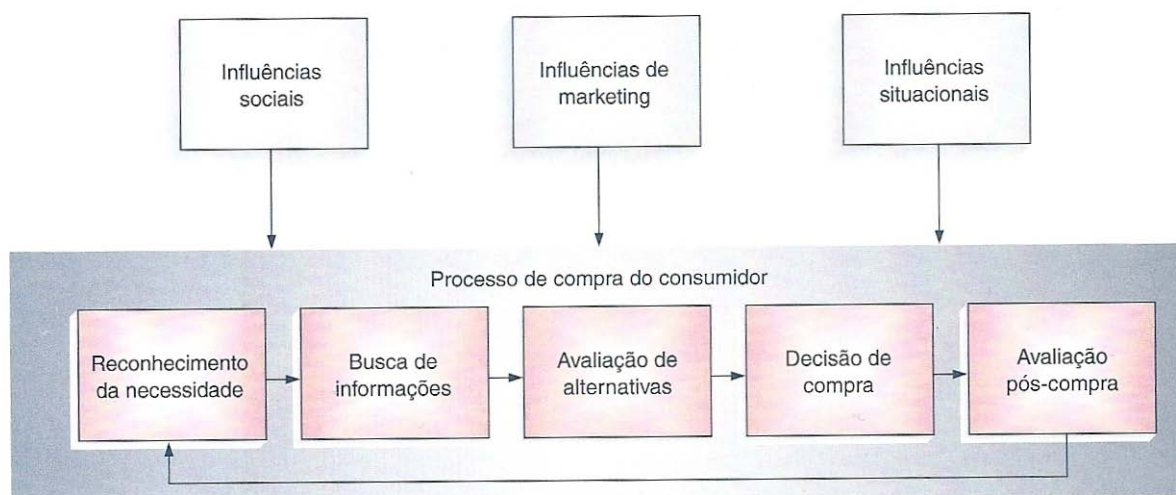 Influências
sociais
Influências de
marketing
Influências
situacionais
Processo de compra do consumidor
Reconhecimento
da necessidade
Busca de
informações
Avaliação de
alternativas
Decisão de
compra
Avaliação
pós-compra